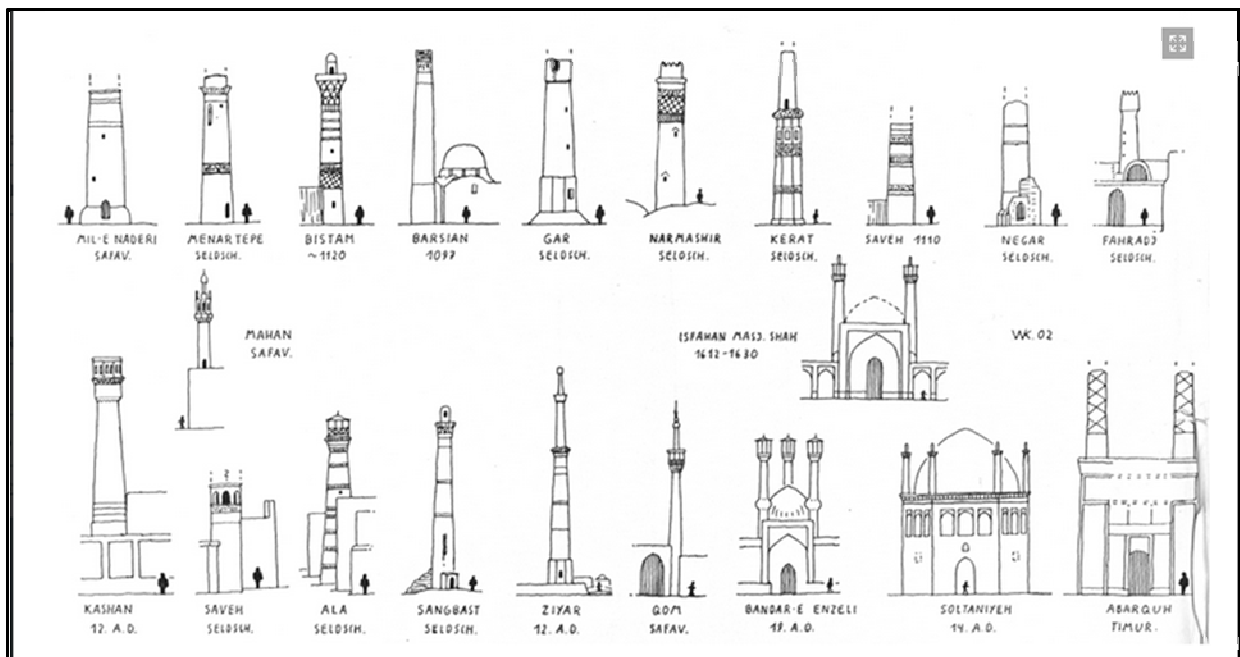 MIL-E NADERI
SAFAV.
MENARTEPE
SELDSCH.
BISTAM
~1120
BARSIAN
1097
GAR
SELDSCH.
NARMASHIR
SELDSCH.
KERAT
SELDSCH.
SAVEH 1110
NEGAR
SELDSCH.
FAHRADJ
SELDSCH.
MAHAN
SAFAV.
ISFAHAN MASJ. SHAH
1612-1630
VK. 02
KASHAN
12. A.D.
SAVEH
SELDSCH.
ALA
SELDSCH.
SANGBAST
SELDSCH.
ZIYAR
12. A.D.
QOM
SAFAV.
BANDAR-E ENZELI
19. A.D.
SOLTANIYEH
14. A.D.
ABARQUH
TIMUR.